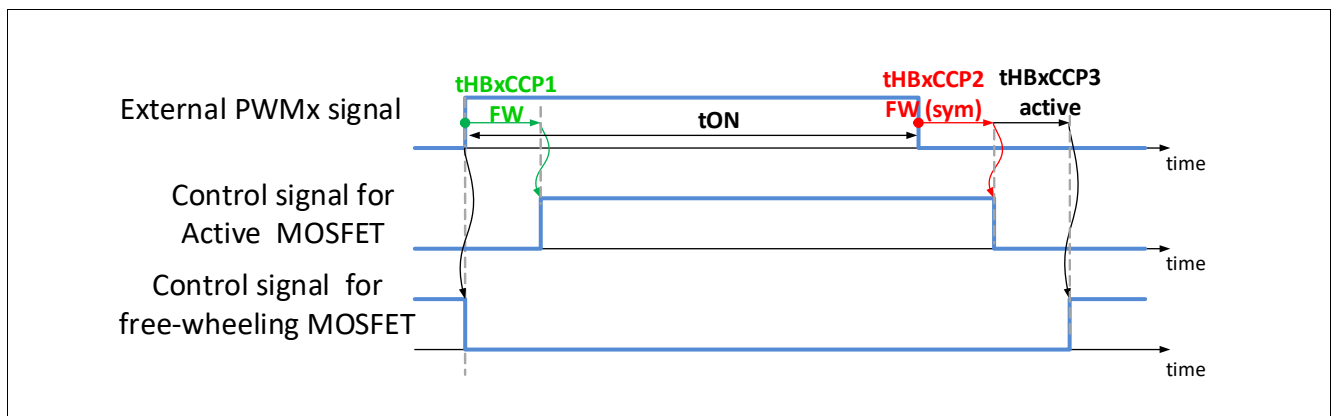 tHBxCCP1
FW
tHBxCCP2
FW (sym)
tHBxCCP3
active
External PWMx signal
tON
time
Control signal for
Active MOSFET
time
Control signal for
free-wheeling MOSFET
time